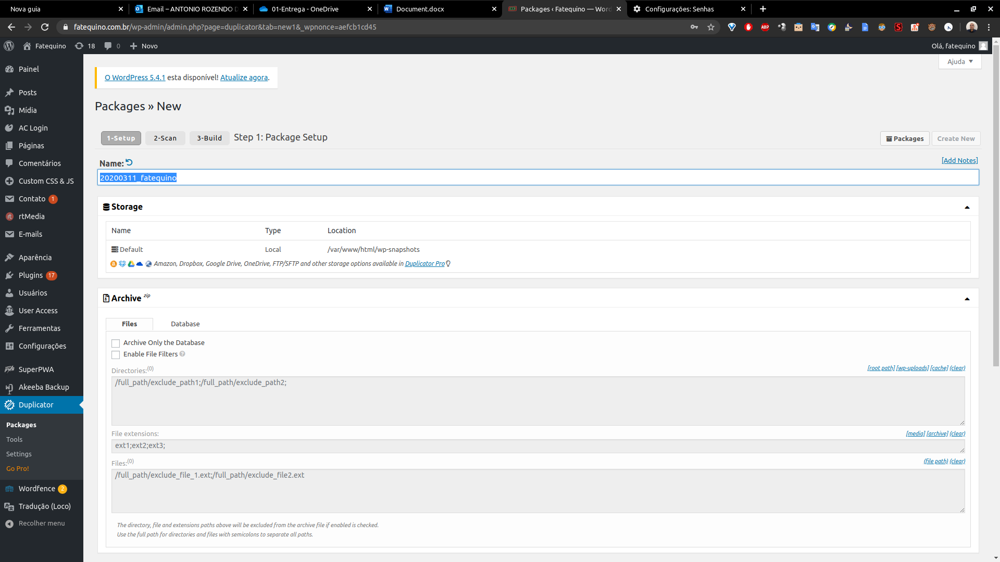 Nova guia
Email – ANTONIO ROZENDO
01-Entrega - OneDrive
Document.docx
Packages ‹ Fatequino — Word
Configurações: Senhas
fatequino.com.br/wp-admin/admin.php?page=duplicator&tab=new1&_wpnonce=aefcb1cd45
ABP
Fatequino
18
0
Novo
Olá, fatequino
Ajuda
Painel
Posts
Mídia
AC Login
Páginas
Comentários
Custom CSS & JS
Contato 1
rtMedia
E-mails
Aparência
Plugins 17
Usuários
User Access
Ferramentas
Configurações
SuperPWA
Akeeba Backup
Duplicator
Packages
Tools
Settings
Go Pro!
Wordfence 2
Tradução (Loco)
Recolher menu
O WordPress 5.4.1 esta disponível! Atualize agora.
Packages » New
1-Setup 2-Scan 3-Build Step 1: Package Setup
Packages Create New
Name:
[Add Notes]
20200311_fatequino
Storage
Name Type Location
Default Local /var/www/html/wp-snapshots
Amazon, Dropbox, Google Drive, OneDrive, FTP/SFTP and other storage options available in Duplicator Pro
Archive zip
Files Database
Archive Only the Database
Enable File Filters
Directories:(0)
[root path] [wp-uploads] [cache] (clear)
/full_path/exclude_path1;/full_path/exclude_path2;
File extensions:
[media] [archive] (clear)
ext1;ext2;ext3;
Files:(0)
(file path) (clear)
/full_path/exclude_file_1.ext;/full_path/exclude_file2.ext
The directory, file and extensions paths above will be excluded from the archive file if enabled is checked.
Use the full path for directories and files with semicolons to separate all paths.